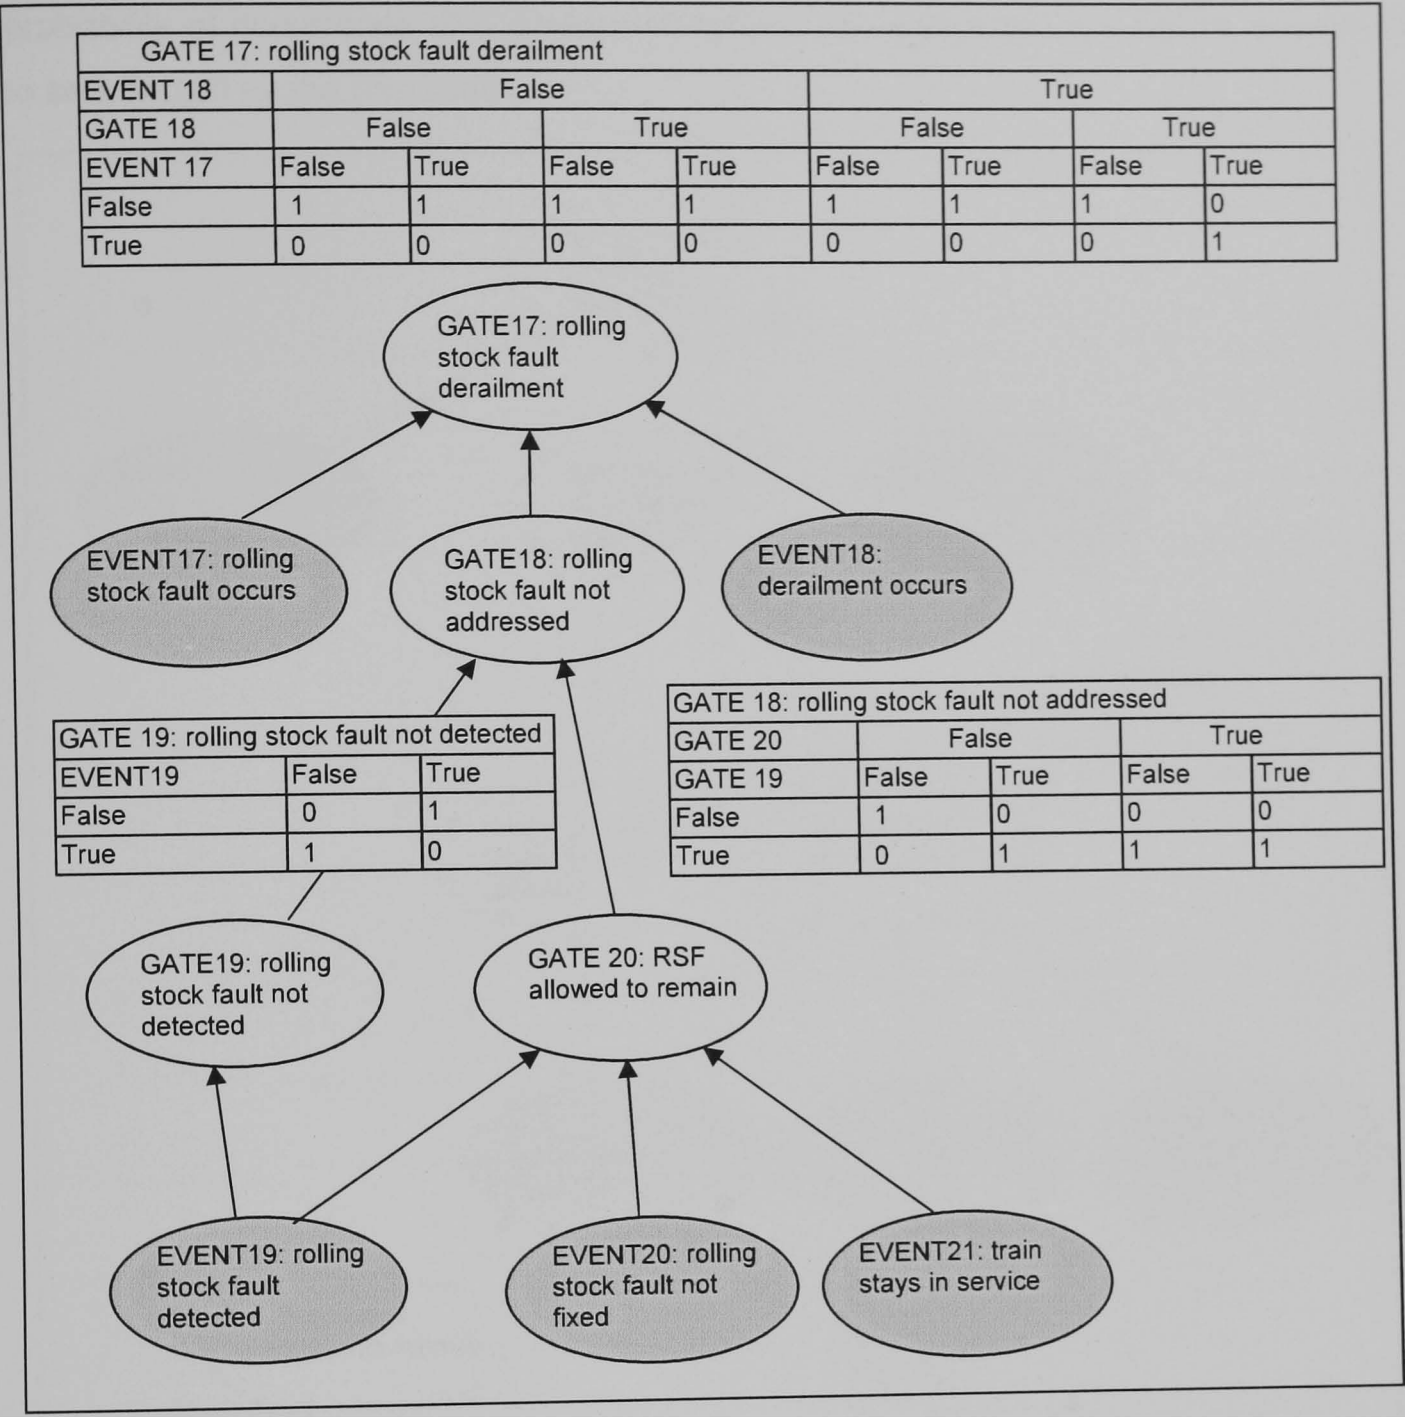 GATE 17: rolling stock fault derailment
EVENT 18 False True
GATE 18 False True False True
EVENT 17 False True False True False True False True
False 1 1 1 1 1 1 1 0
True 0 0 0 0 0 0 0 1
GATE17: rolling
stock fault
derailment
EVENT17: rolling
stock fault occurs
GATE18: rolling
stock fault not
addressed
EVENT18:
derailment occurs
GATE 19: rolling stock fault not detected
EVENT19 False True
False 0 1
True 1 0
GATE 18: rolling stock fault not addressed
GATE 20 False True
GATE 19 False True False True
False 1 0 0 0
True 0 1 1 1
GATE19: rolling
stock fault not
detected
GATE 20: RSF
allowed to remain
EVENT19: rolling
stock fault
detected
EVENT20: rolling
stock fault not
fixed
EVENT21: train
stays in service